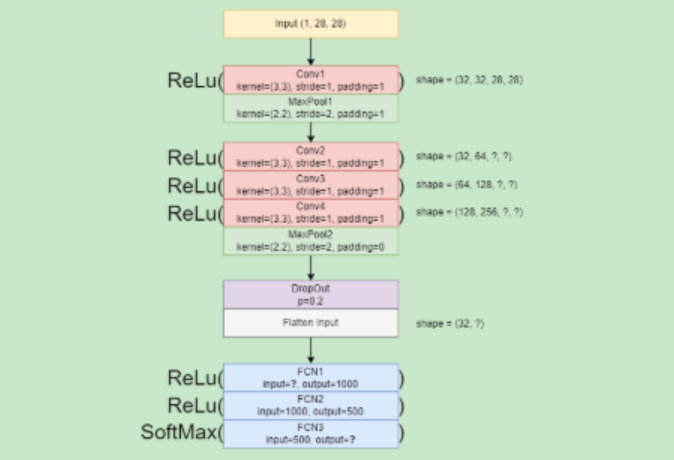 Input (1, 28, 28)
ReLu( Conv1 ) shape = (32, 32, 28, 28)
kernel=(3,3), stride=1, padding=1
MaxPool1
kernel=(2,2), stride=2, padding=1
ReLu( Conv2 ) shape = (32, 64, ?, ?)
kernel=(3,3), stride=1, padding=1
ReLu( Conv3 ) shape = (64, 128, ?, ?)
kernel=(3,3), stride=1, padding=1
ReLu( Conv4 ) shape = (128, 256, ?, ?)
kernel=(3,3), stride=1, padding=1
MaxPool2
kernel=(2,2), stride=2, padding=0
DropOut
p=0.2
Flatten Input shape = (32, ?)
ReLu( FCN1 )
input=?, output=1000
ReLu( FCN2 )
input=1000, output=500
SoftMax( FCN3 )
input=500, output=?